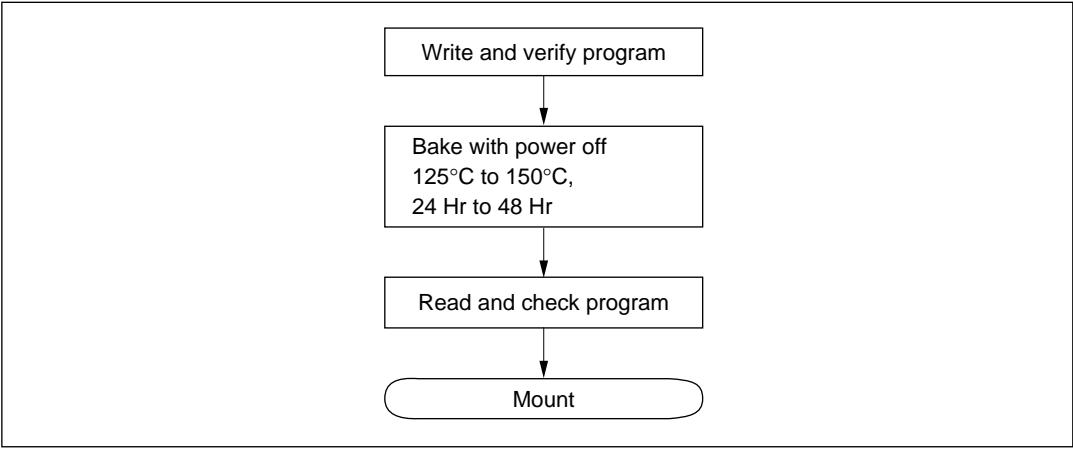 Write and verify program
Bake with power off
125°C to 150°C,
24 Hr to 48 Hr
Read and check program
Mount